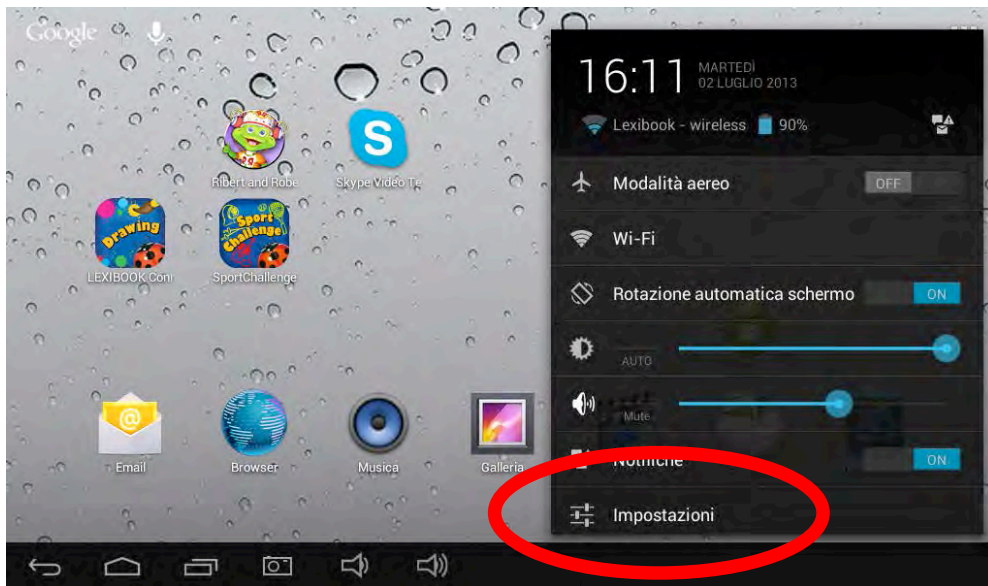 Google
16:11
MARTEDÌ
02 LUGLIO 2013
Lexibook - wireless 90%
Ribert and Robe
Skype Video Te
S
Modalità aereo OFF
Drawing
Sport
Challenge
LEXIBOOK Conn
SportChallenge
Wi-Fi
Rotazione automatica schermo ON
AUTO
Mute
@
Email
Browser
Musica
Galleria
Notifiche ON
Impostazioni